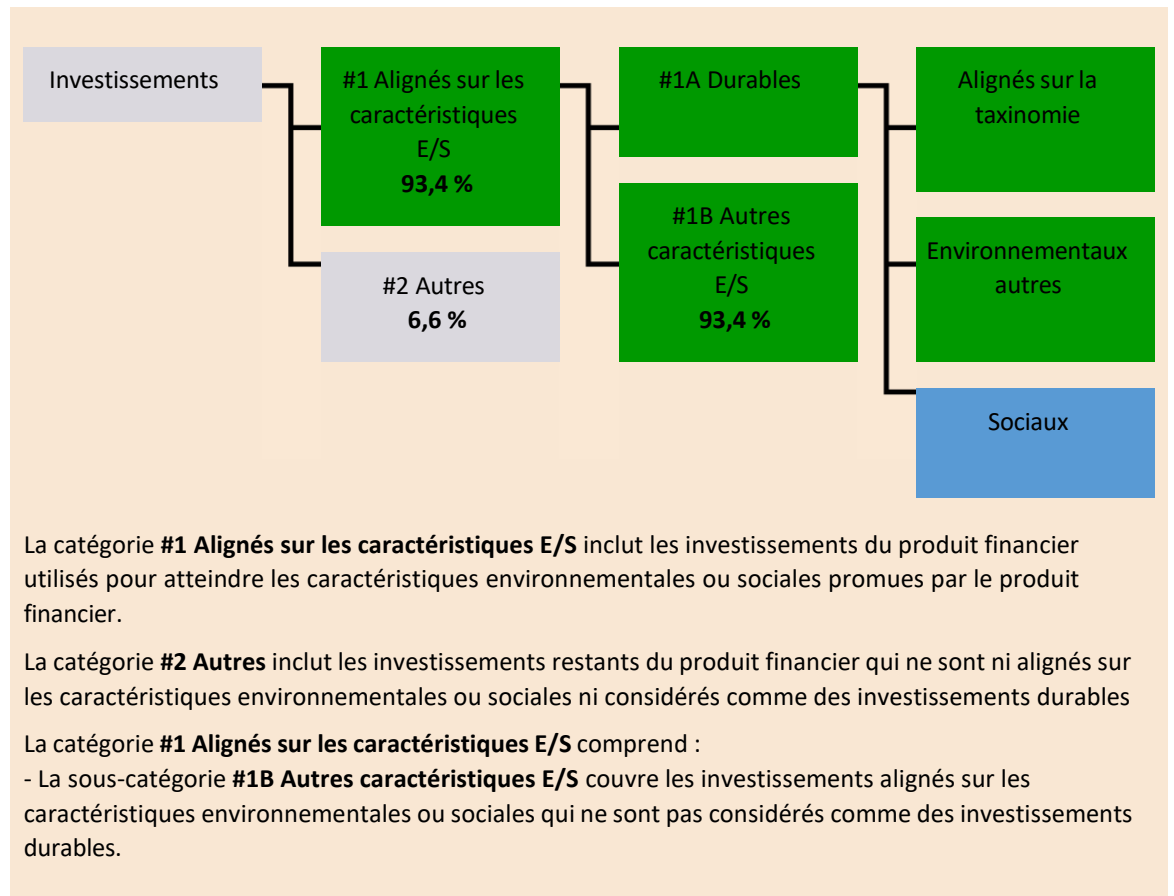 Investissements
#1 Alignés sur les
caractéristiques
E/S
93,4 %
#2 Autres
6,6 %
#1A Durables
#1B Autres
caractéristiques
E/S
93,4 %
Alignés sur la
taxinomie
Environnementaux
autres
Sociaux
La catégorie #1 Alignés sur les caractéristiques E/S inclut les investissements du produit financier
utilisés pour atteindre les caractéristiques environnementales ou sociales promues par le produit
financier.
La catégorie #2 Autres inclut les investissements restants du produit financier qui ne sont ni alignés sur
les caractéristiques environnementales ou sociales ni considérés comme des investissements durables
La catégorie #1 Alignés sur les caractéristiques E/S comprend :
- La sous-catégorie #1B Autres caractéristiques E/S couvre les investissements alignés sur les
caractéristiques environnementales ou sociales qui ne sont pas considérés comme des investissements
durables.